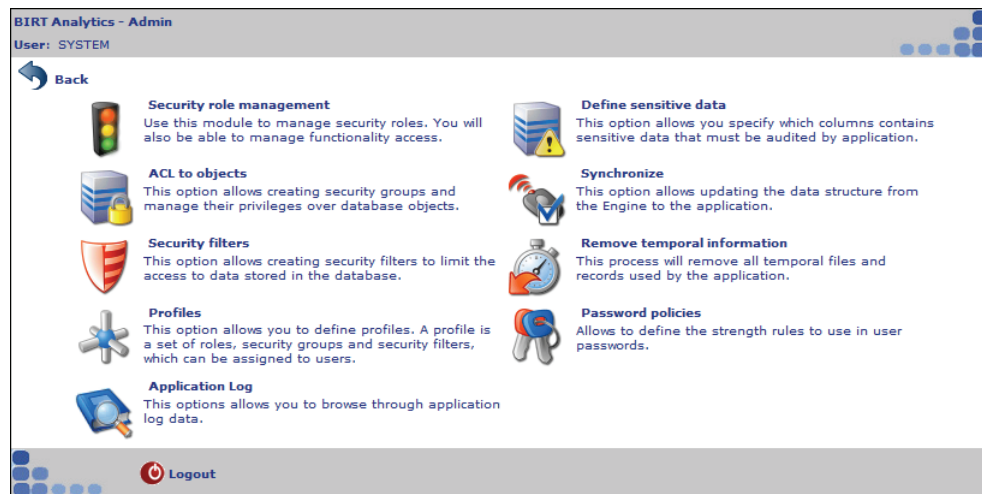 BIRT Analytics - Admin
User: SYSTEM
Back
Security role management
Use this module to manage security roles. You will
also be able to manage functionality access.
ACL to objects
This option allows creating security groups and
manage their privileges over database objects.
Security filters
This option allows creating security filters to limit the
access to data stored in the database.
Profiles
This option allows you to define profiles. A profile is
a set of roles, security groups and security filters,
which can be assigned to users.
Application Log
This options allows you to browse through application
log data.
Define sensitive data
This option allows you specify which columns contains
sensitive data that must be audited by application.
Synchronize
This option allows updating the data structure from
the Engine to the application.
Remove temporal information
This process will remove all temporal files and
records used by the application.
Password policies
Allows to define the strength rules to use in user
passwords.
Logout